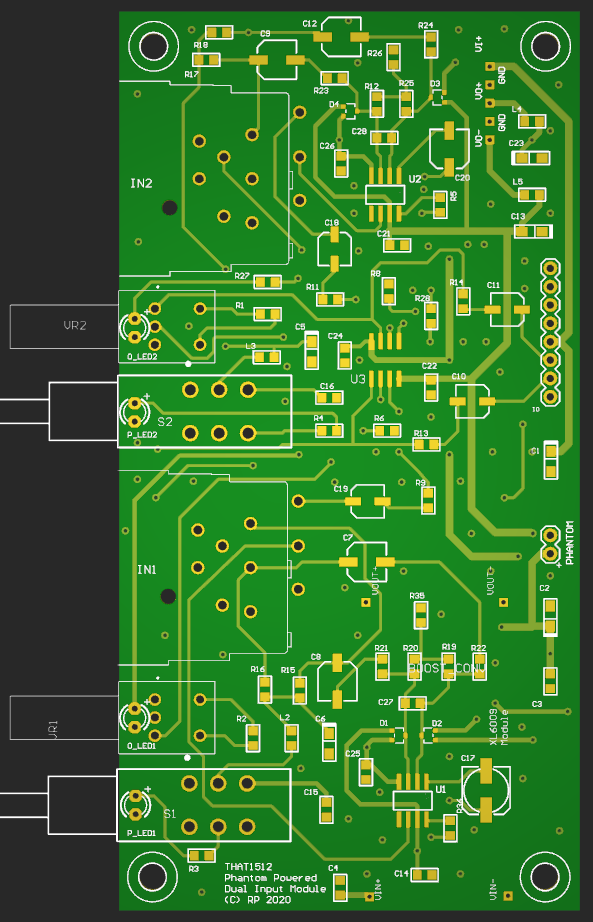 C12
R24
R18
C9
VI+
R26
R17
GND
R23
VO+
R12
R25
D3
D4
L4
GND
C28
VO-
C26
C23
U2
C20
IN2
L5
R5
C18
C13
C21
R27
R8
R14
C11
R11
R28
R1
VR2
C5
C24
L3
O_LED2
C22
U3
C10
C16
IO
S2
R4
R6
P_LED2
R13
C1
R9
C19
C7
PHANTOM
IN1
VOUT+
VOUT-
+
C2
R35
C8
R21
R20
R19
R22
R16
R15
BOOST_CONV
C27
C3
VR1
R2
L2
C6
D1
D2
XL6009
Module
O_LED1
C25
C17
U1
C15
S1
R34
P_LED1
R3
C4
C14
VIN+
VIN-
THAT1512
Phantom Powered
Dual Input Module
(C) RP 2020